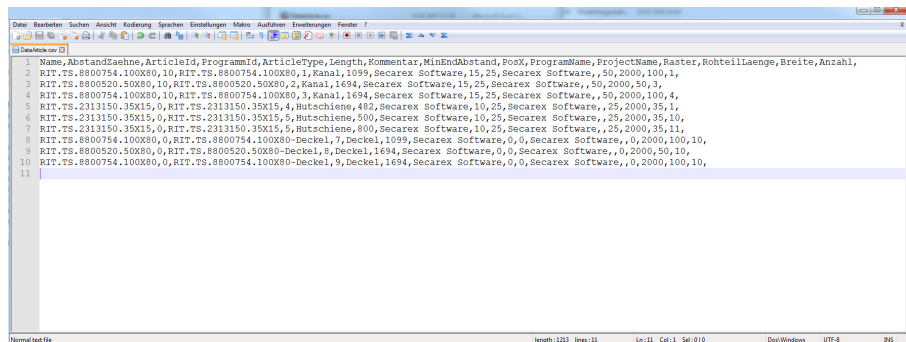 Datei Bearbeiten Suchen Ansicht Kodierung Sprachen Einstellungen Makro Ausführen Erweiterungen Fenster ? X
DataArticle.csv
1 Name,AbstandZaehne,ArticleId,ProgrammId,ArticleType,Length,Kommentar,MinEndAbstand,PosX,ProgramName,ProjectName,Raster,RohteilLaenge,Breite,Anzahl,
2 RIT.TS.8800754.100X80,10,RIT.TS.8800754.100X80,1,Kanal,1099,Secarex Software,15,25,Secarex Software,,50,2000,100,1,
3 RIT.TS.8800520.50X80,10,RIT.TS.8800520.50X80,2,Kanal,1694,Secarex Software,15,25,Secarex Software,,50,2000,50,3,
4 RIT.TS.8800754.100X80,10,RIT.TS.8800754.100X80,3,Kanal,1694,Secarex Software,15,25,Secarex Software,,50,2000,100,4,
5 RIT.TS.2313150.35X15,0,RIT.TS.2313150.35X15,4,Hutschiene,482,Secarex Software,10,25,Secarex Software,,25,2000,35,1,
6 RIT.TS.2313150.35X15,0,RIT.TS.2313150.35X15,5,Hutschiene,500,Secarex Software,10,25,Secarex Software,,25,2000,35,10,
7 RIT.TS.2313150.35X15,0,RIT.TS.2313150.35X15,5,Hutschiene,800,Secarex Software,10,25,Secarex Software,,25,2000,35,11,
8 RIT.TS.8800754.100X80,0,RIT.TS.8800754.100X80-Deckel,7,Deckel,1099,Secarex Software,0,0,Secarex Software,,0,2000,100,10,
9 RIT.TS.8800520.50X80,0,RIT.TS.8800520.50X80-Deckel,8,Deckel,1694,Secarex Software,0,0,Secarex Software,,0,2000,50,10,
10 RIT.TS.8800754.100X80,0,RIT.TS.8800754.100X80-Deckel,9,Deckel,1694,Secarex Software,0,0,Secarex Software,,0,2000,100,10,
11
Normal text file length : 1213 lines : 11 Ln : 11 Col : 1 Sel : 0 | 0 Dos\Windows UTF-8 INS